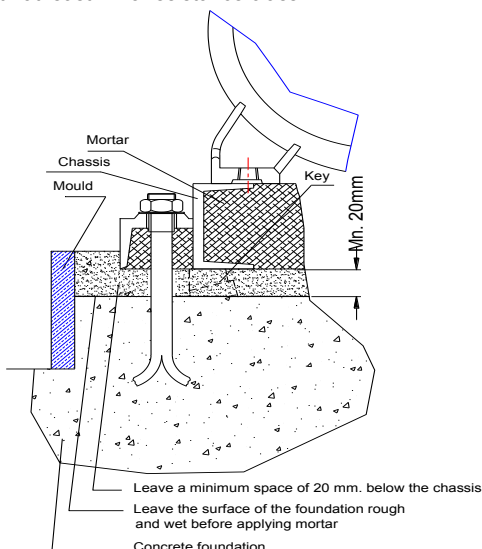 Mortar
Chassis
Mould
Key
Mn. 20mm
Leave a minimum space of 20 mm. below the chassis
Leave the surface of the foundation rough
and wet before applying mortar
Concrete foundation